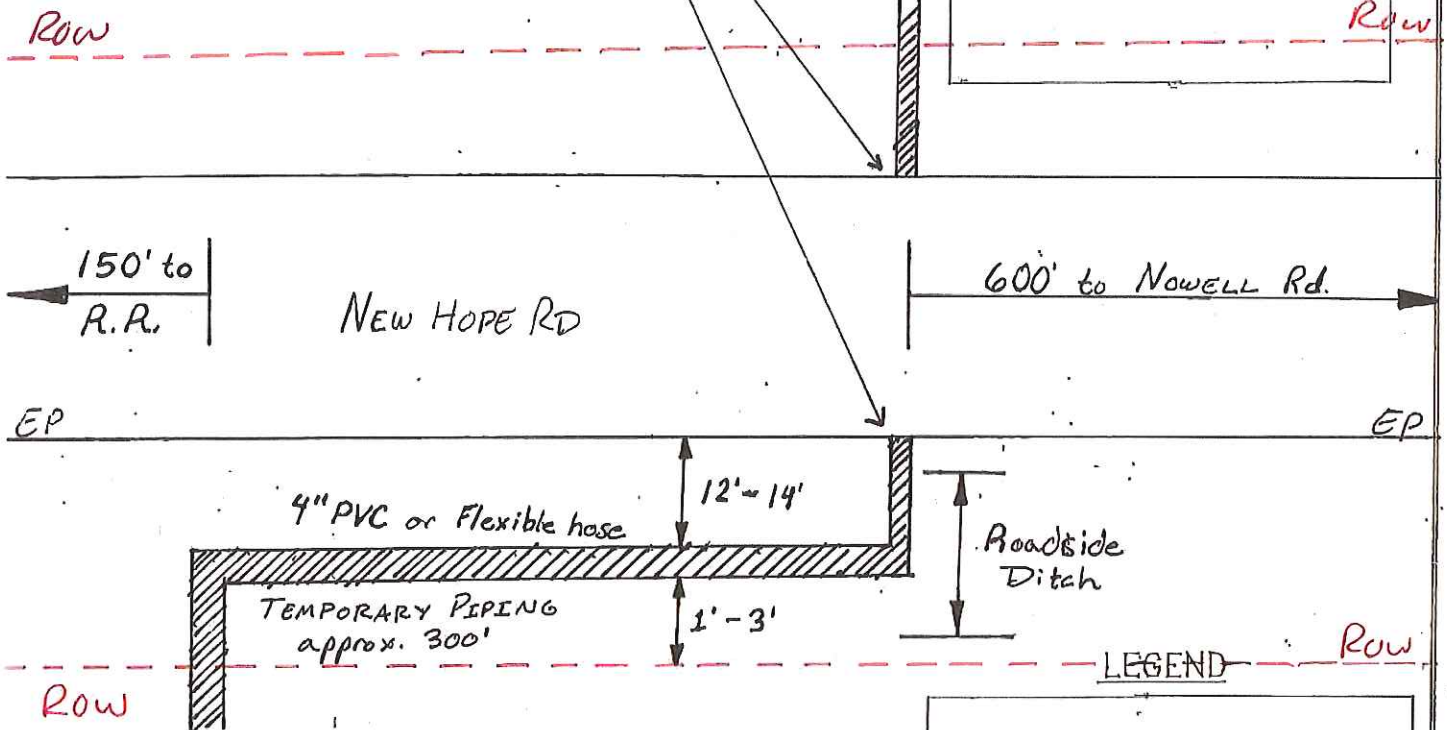 ROW
ROW
150' to
R.R.
NEW HOPE RD
600' to NOWELL Rd.
EP
EP
12'-14'
4" PVC or Flexible hose
Roadside
Ditch
TEMPORARY PIPING
approx. 300'
1'-3'
LEGEND
ROW
ROW